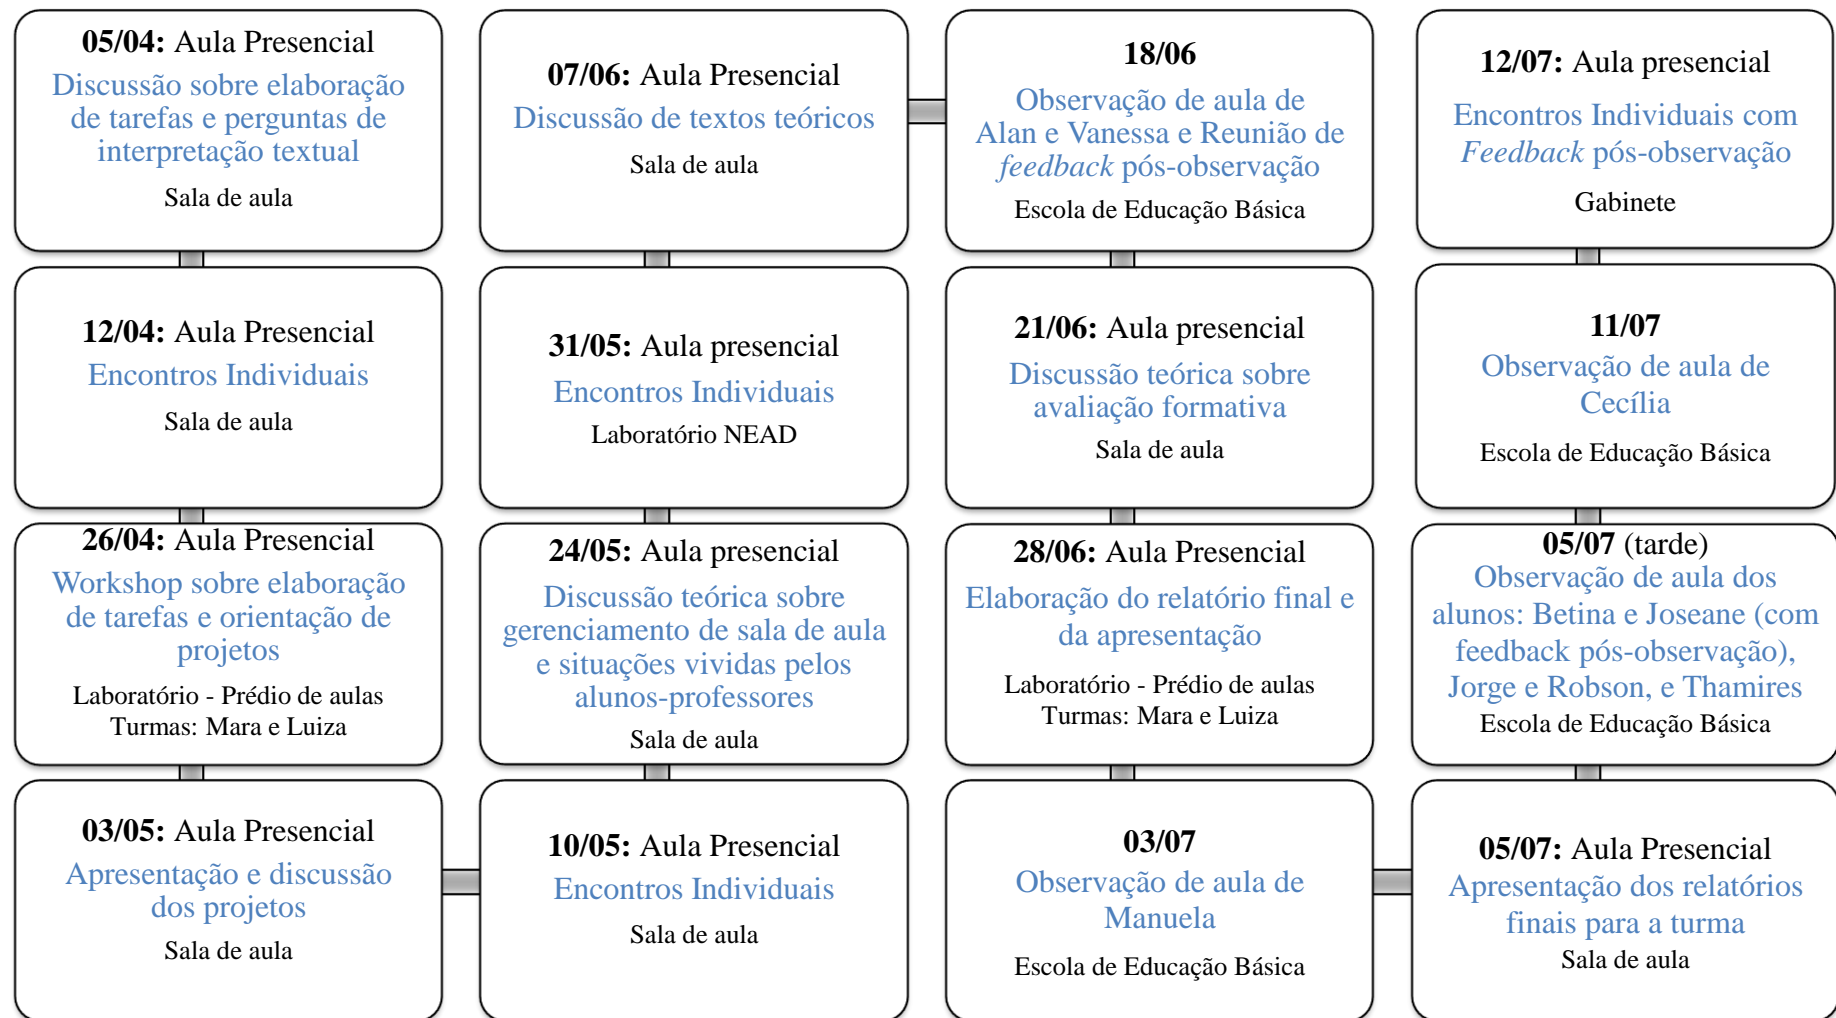 05/04: Aula Presencial
Discussão sobre elaboração
de tarefas e perguntas de
interpretação textual
Sala de aula
12/04: Aula Presencial
Encontros Individuais
Sala de aula
26/04: Aula Presencial
Workshop sobre elaboração
de tarefas e orientação de
projetos
Laboratório - Prédio de aulas
Turmas: Mara e Luiza
03/05: Aula Presencial
Apresentação e discussão
dos projetos
Sala de aula
10/05: Aula Presencial
Encontros Individuais
Sala de aula
24/05: Aula presencial
Discussão teórica sobre
gerenciamento de sala de aula
e situações vividas pelos
alunos-professores
Sala de aula
31/05: Aula presencial
Encontros Individuais
Laboratório NEAD
07/06: Aula Presencial
Discussão de textos teóricos
Sala de aula
18/06
Observação de aula de
Alan e Vanessa e Reunião de
feedback pós-observação
Escola de Educação Básica
21/06: Aula presencial
Discussão teórica sobre
avaliação formativa
Sala de aula
28/06: Aula Presencial
Elaboração do relatório final e
da apresentação
Laboratório - Prédio de aulas
Turmas: Mara e Luiza
03/07
Observação de aula de
Manuela
Escola de Educação Básica
05/07: Aula Presencial
Apresentação dos relatórios
finais para a turma
Sala de aula
05/07 (tarde)
Observação de aula dos
alunos: Betina e Joseane (com
feedback pós-observação),
Jorge e Robson, e Thamires
Escola de Educação Básica
11/07
Observação de aula de
Cecília
Escola de Educação Básica
12/07: Aula presencial
Encontros Individuais com
Feedback pós-observação
Gabinete